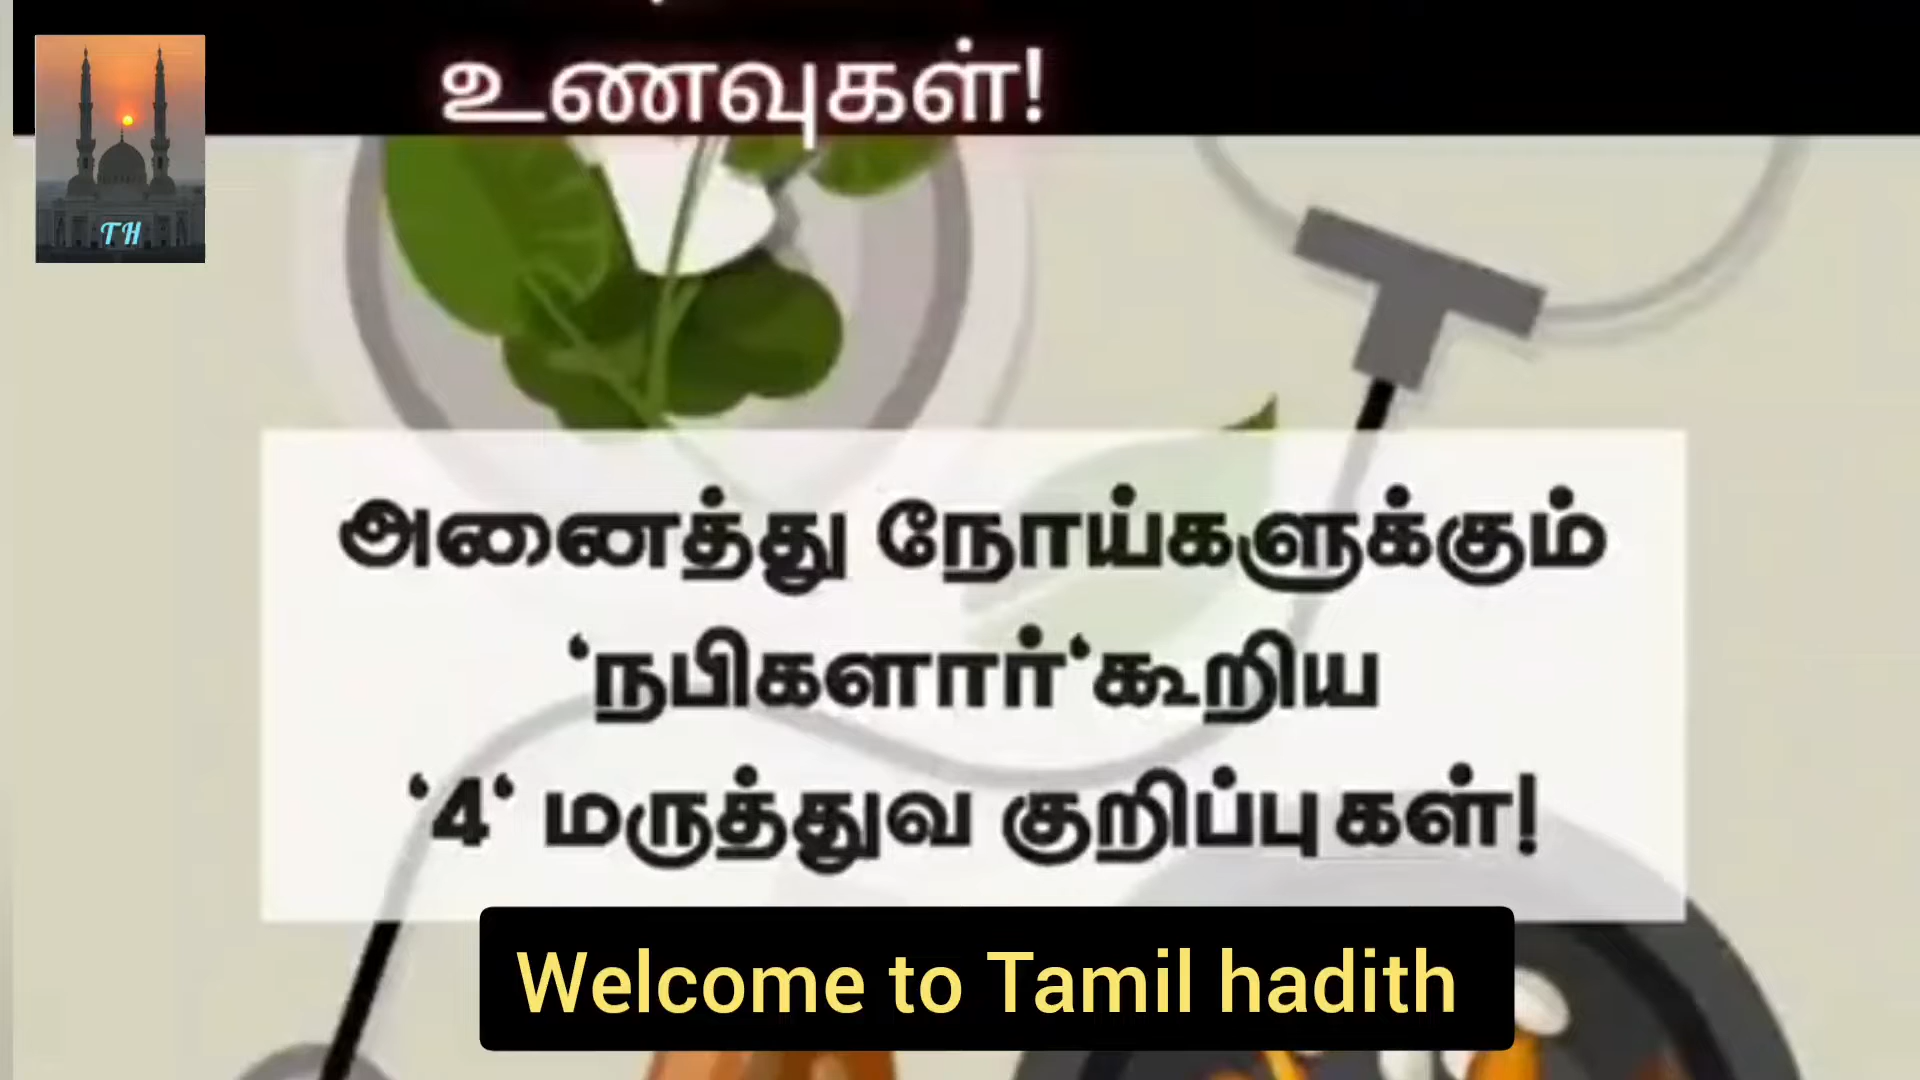 உணவுகள்!
TH
அனைத்து நோய்களுக்கும்
'நபிகளார்'கூறிய
'4' மருத்துவ குறிப்புகள்!
Welcome to Tamil hadith